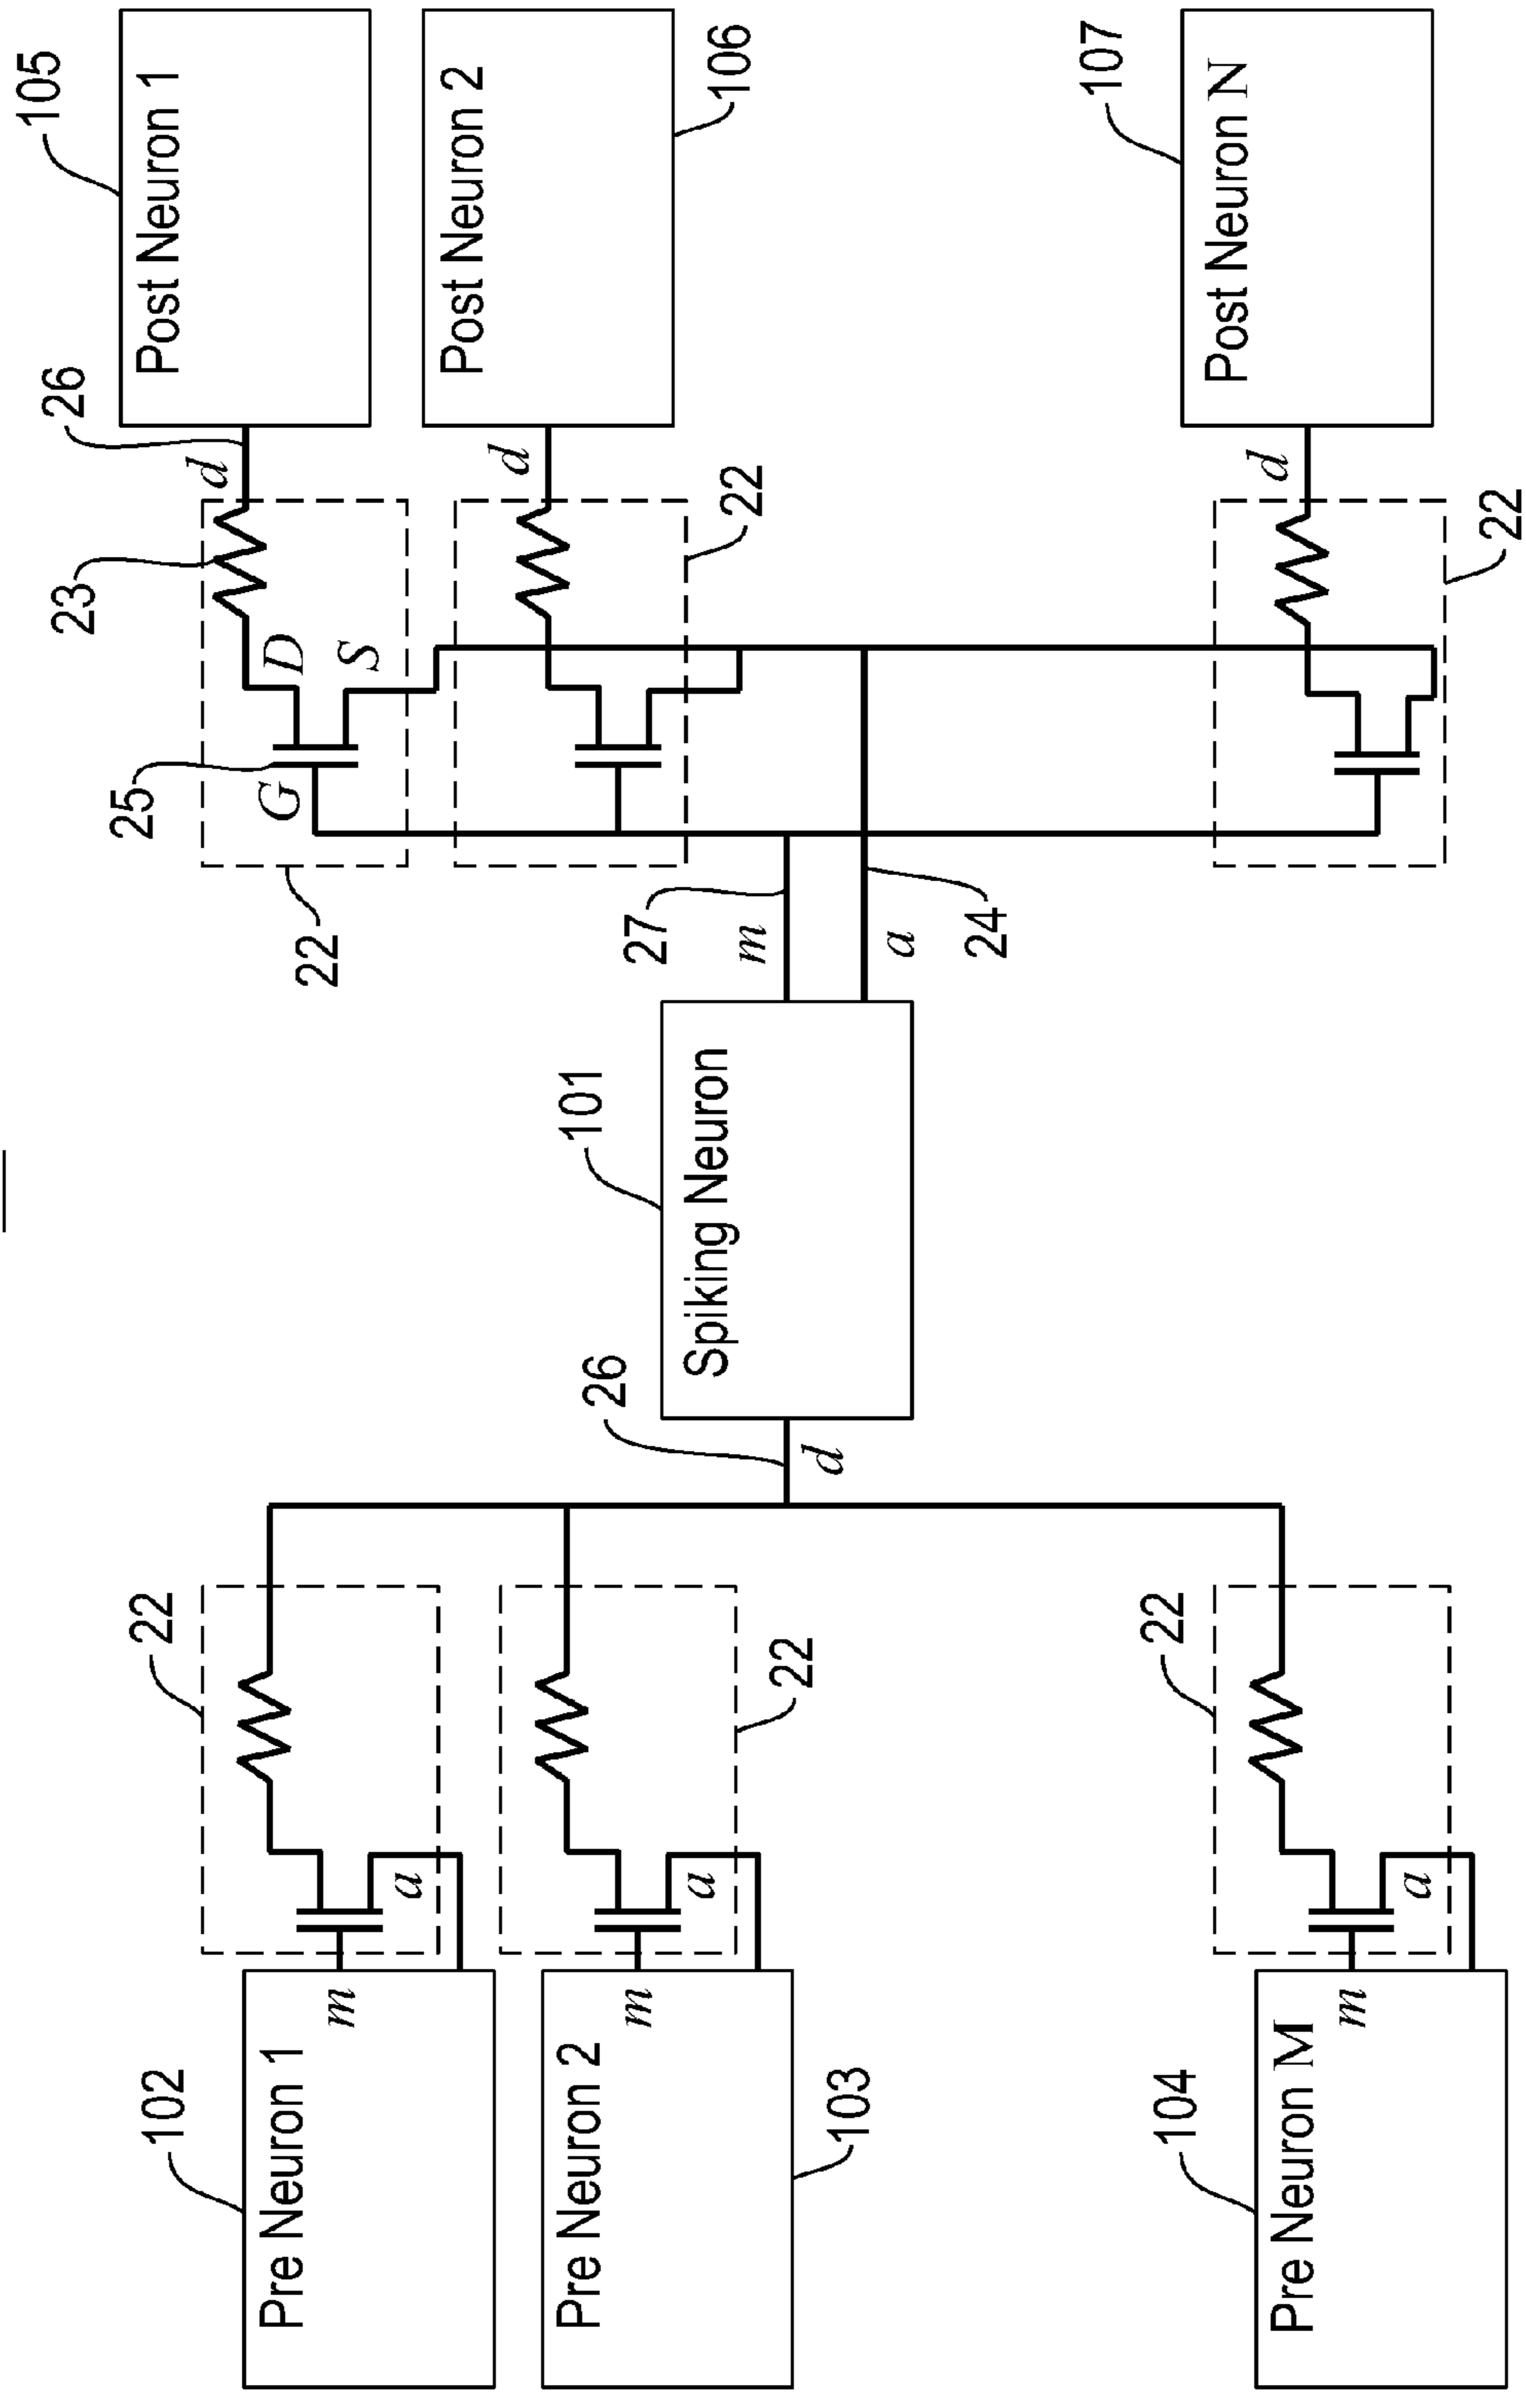 105
Post Neuron 1
26
d
23
D
S
25
G
22
Post Neuron 2
106
d
22
Post Neuron N
107
d
22
27
m
a
24
101
Spiking Neuron
26
d
22
a
m
102
Pre Neuron 1
22
a
m
Pre Neuron 2
103
22
a
m
104
Pre Neuron M